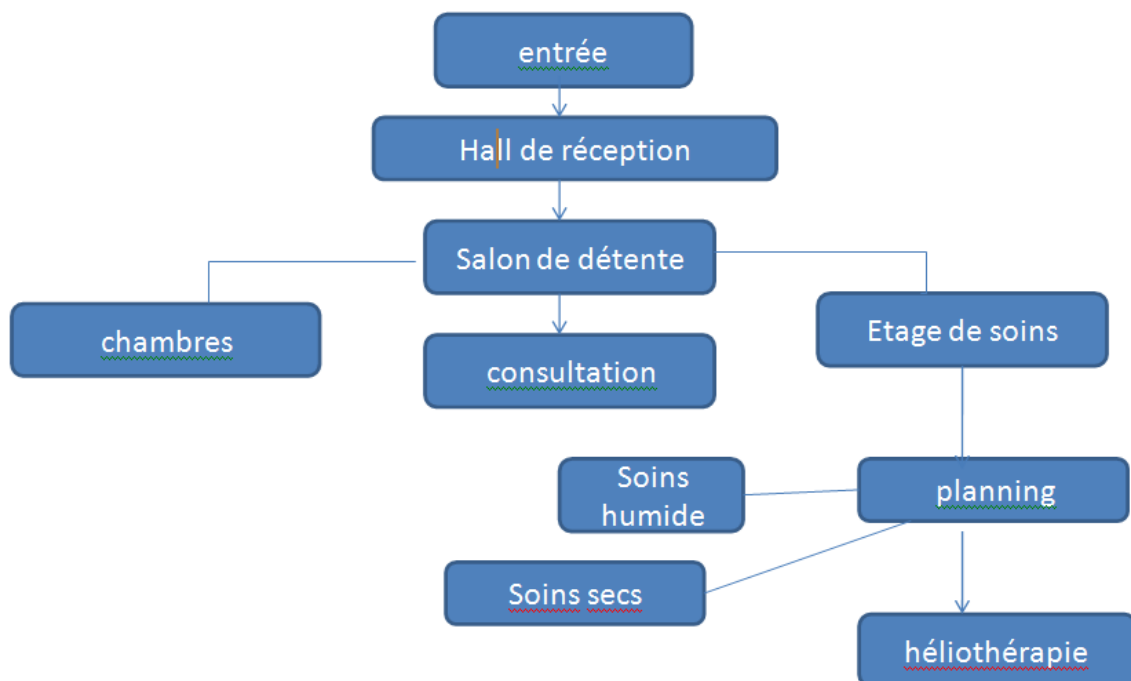 entrée
Hall de réception
Salon de détente
chambres
consultation
Etage de soins
Soins
humide
planning
Soins secs
héliothérapie